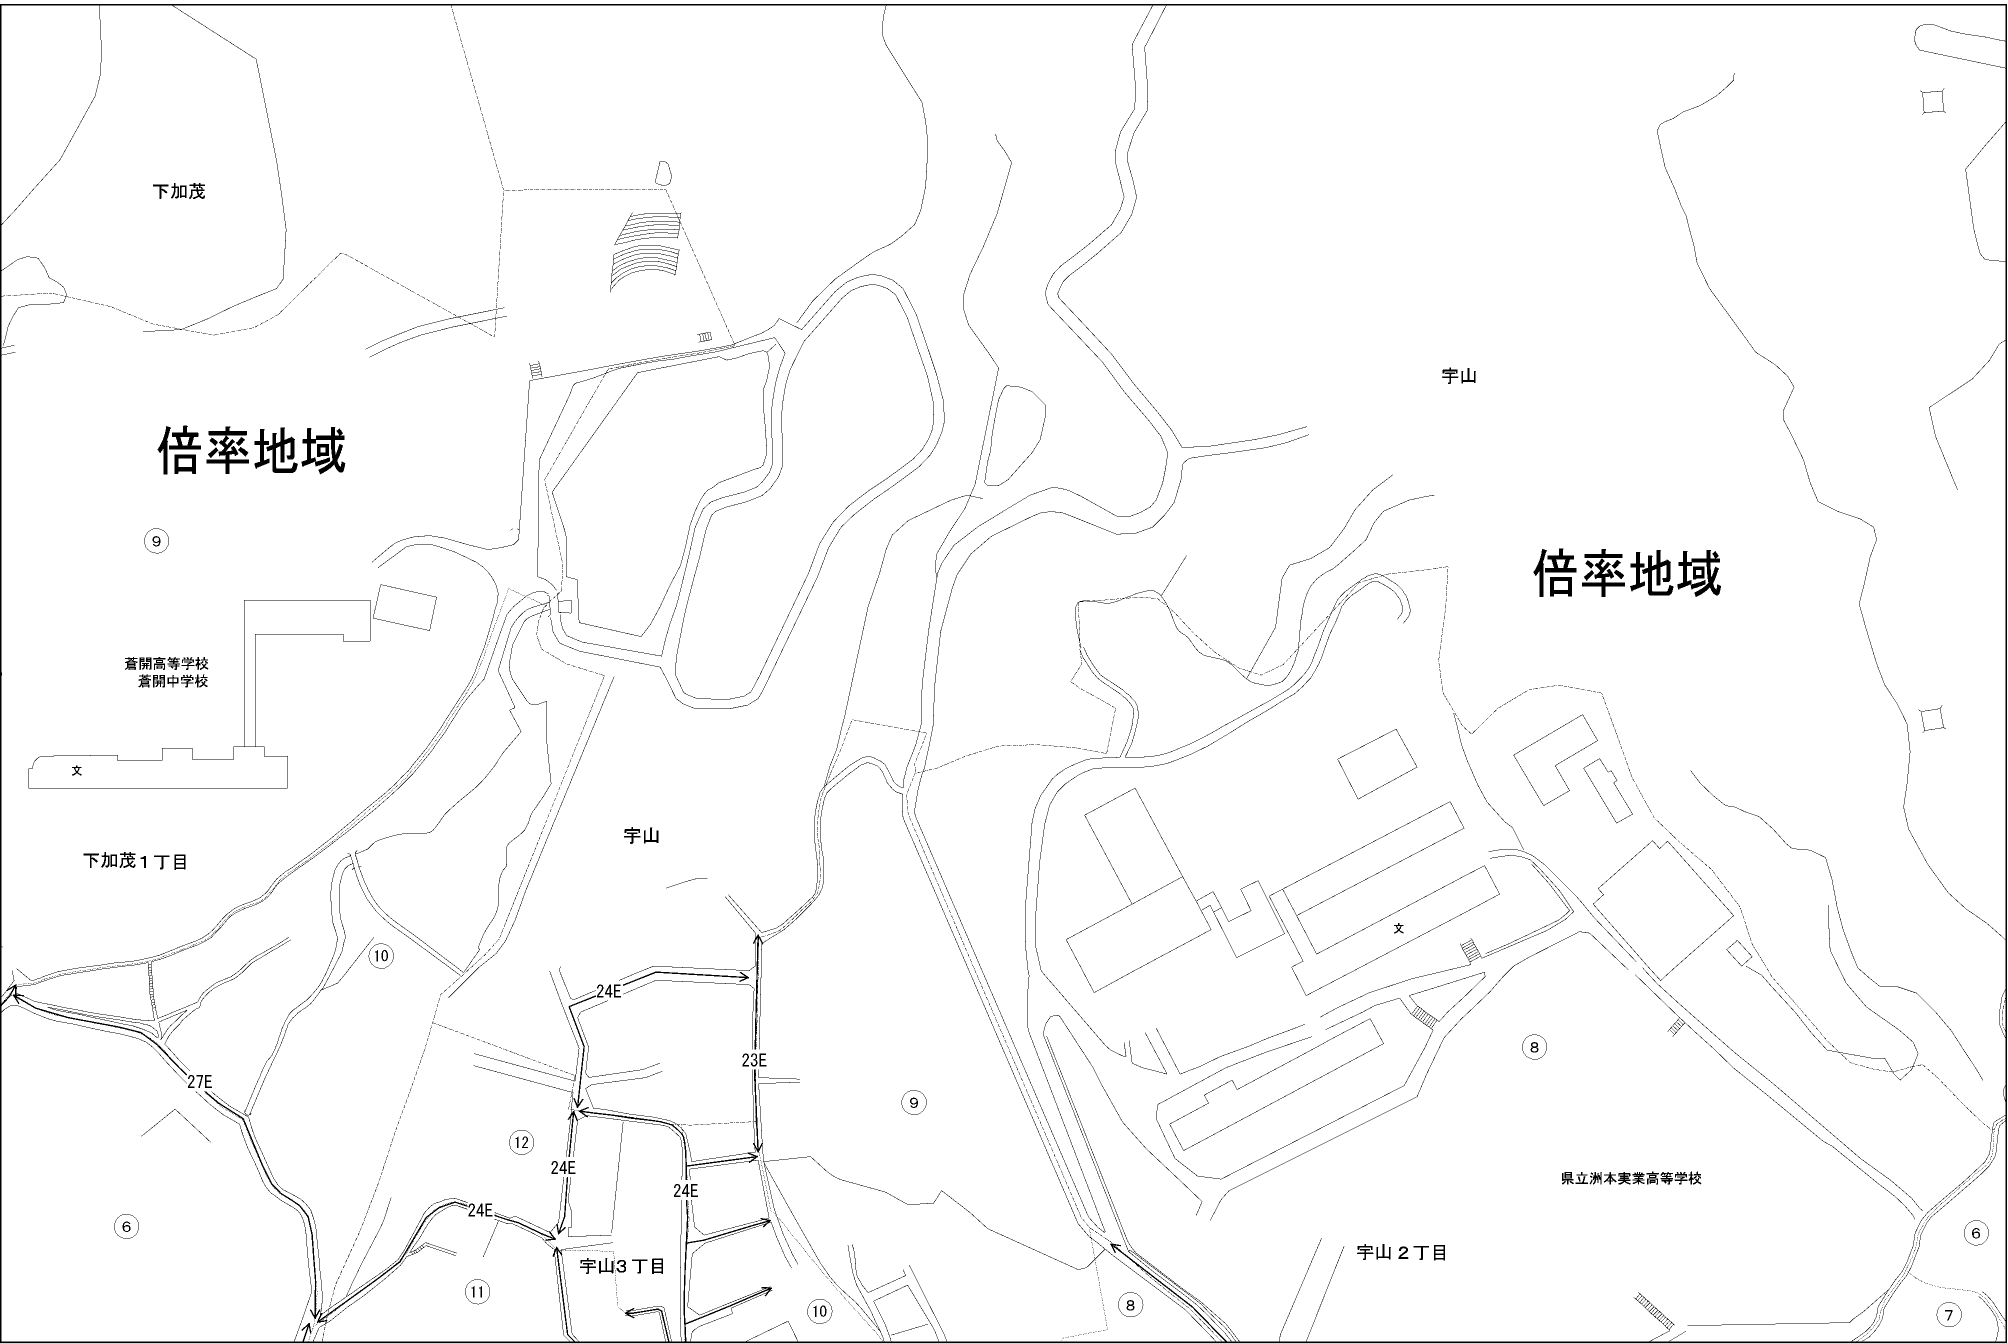 下加茂
宇山
倍率地域
⑨
倍率地域
蒼開高等学校
蒼開中学校
文
宇山
下加茂1丁目
文
⑩
24E
23E
⑧
27E
⑨
⑫
24E
24E
県立洲本実業高等学校
24E
⑥
⑥
宇山3丁目
宇山2丁目
⑪
⑩
⑧
⑦